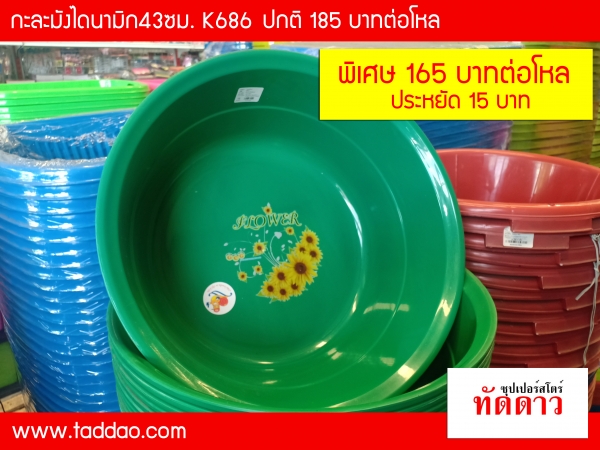 กะละมังไดนามิก43ซม. K686 ปกติ 185 บาทต่อโหล
พิเศษ 165 บาทต่อโหล
ประหยัด 15 บาท
FLOWER
ซุปเปอร์สโตร์
ทัดดาว
www.taddao.com